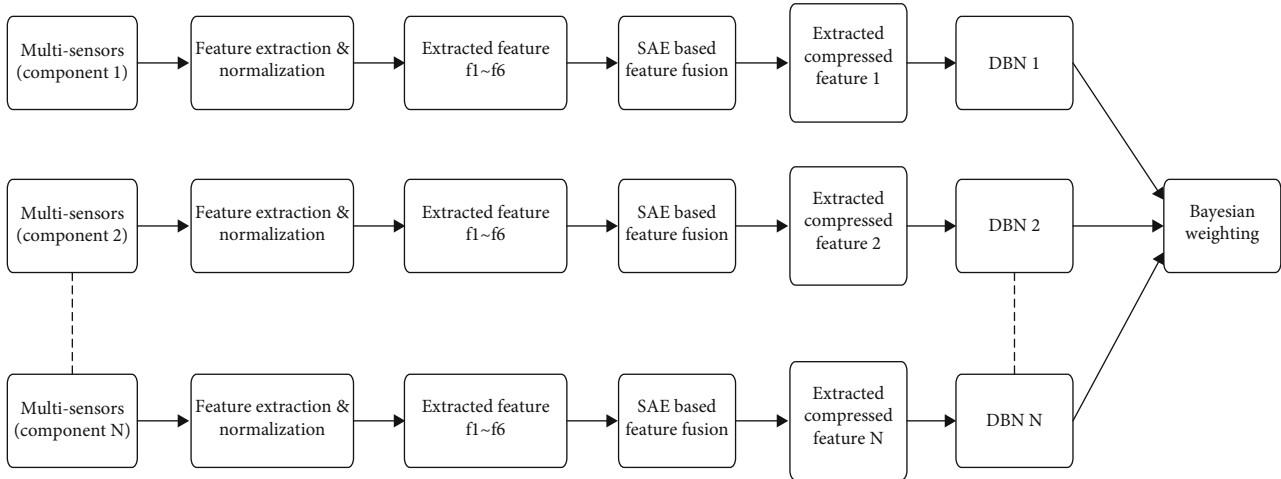 Multi-sensors
(component 1)
Feature extraction &
normalization
Extracted feature
f1~f6
SAE based
feature fusion
Extracted
compressed
feature 1
DBN 1
Multi-sensors
(component 2)
Feature extraction &
normalization
Extracted feature
f1~f6
SAE based
feature fusion
Extracted
compressed
feature 2
DBN 2
Bayesian
weighting
Multi-sensors
(component N)
Feature extraction &
normalization
Extracted feature
f1~f6
SAE based
feature fusion
Extracted
compressed
feature N
DBN N